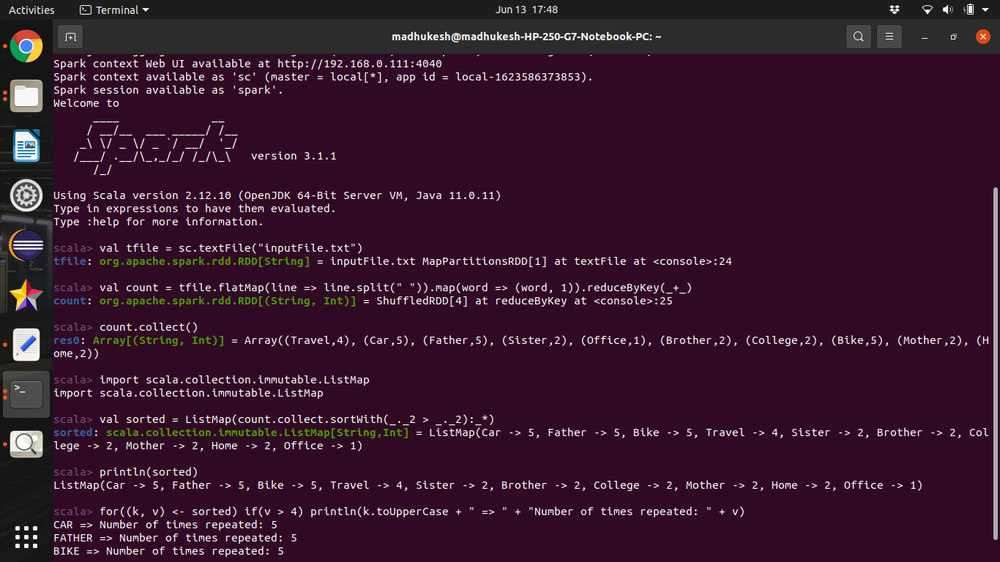 Activities
Terminal
Jun 13 17:48
madhukesh@madhukesh-HP-250-G7-Notebook-PC: ~
Spark context Web UI available at http://192.168.0.111:4040
Spark context available as 'sc' (master = local[*], app id = local-1623586373853).
Spark session available as 'spark'.
Welcome to
      ____              __
     / __/__  ___ _____/ /__
    _\ \/ _ \/ _ `/ __/  '_/
   /___/ .__/\_,_/_/ /_/\_\   version 3.1.1
      /_/
Using Scala version 2.12.10 (OpenJDK 64-Bit Server VM, Java 11.0.11)
Type in expressions to have them evaluated.
Type :help for more information.
scala> val tfile = sc.textFile("inputFile.txt")
tfile: org.apache.spark.rdd.RDD[String] = inputFile.txt MapPartitionsRDD[1] at textFile at <console>:24
scala> val count = tfile.flatMap(line => line.split(" ")).map(word => (word, 1)).reduceByKey(_+_)
count: org.apache.spark.rdd.RDD[(String, Int)] = ShuffledRDD[4] at reduceByKey at <console>:25
scala> count.collect()
res0: Array[(String, Int)] = Array((Travel,4), (Car,5), (Father,5), (Sister,2), (Office,1), (Brother,2), (College,2), (Bike,5), (Mother,2), (H
ome,2))
scala> import scala.collection.immutable.ListMap
import scala.collection.immutable.ListMap
scala> val sorted = ListMap(count.collect.sortWith(_._2 > _._2):_*)
sorted: scala.collection.immutable.ListMap[String,Int] = ListMap(Car -> 5, Father -> 5, Bike -> 5, Travel -> 4, Sister -> 2, Brother -> 2, Col
lege -> 2, Mother -> 2, Home -> 2, Office -> 1)
scala> println(sorted)
ListMap(Car -> 5, Father -> 5, Bike -> 5, Travel -> 4, Sister -> 2, Brother -> 2, College -> 2, Mother -> 2, Home -> 2, Office -> 1)
scala> for((k, v) <- sorted) if(v > 4) println(k.toUpperCase + " => " + "Number of times repeated: " + v)
CAR => Number of times repeated: 5
FATHER => Number of times repeated: 5
BIKE => Number of times repeated: 5